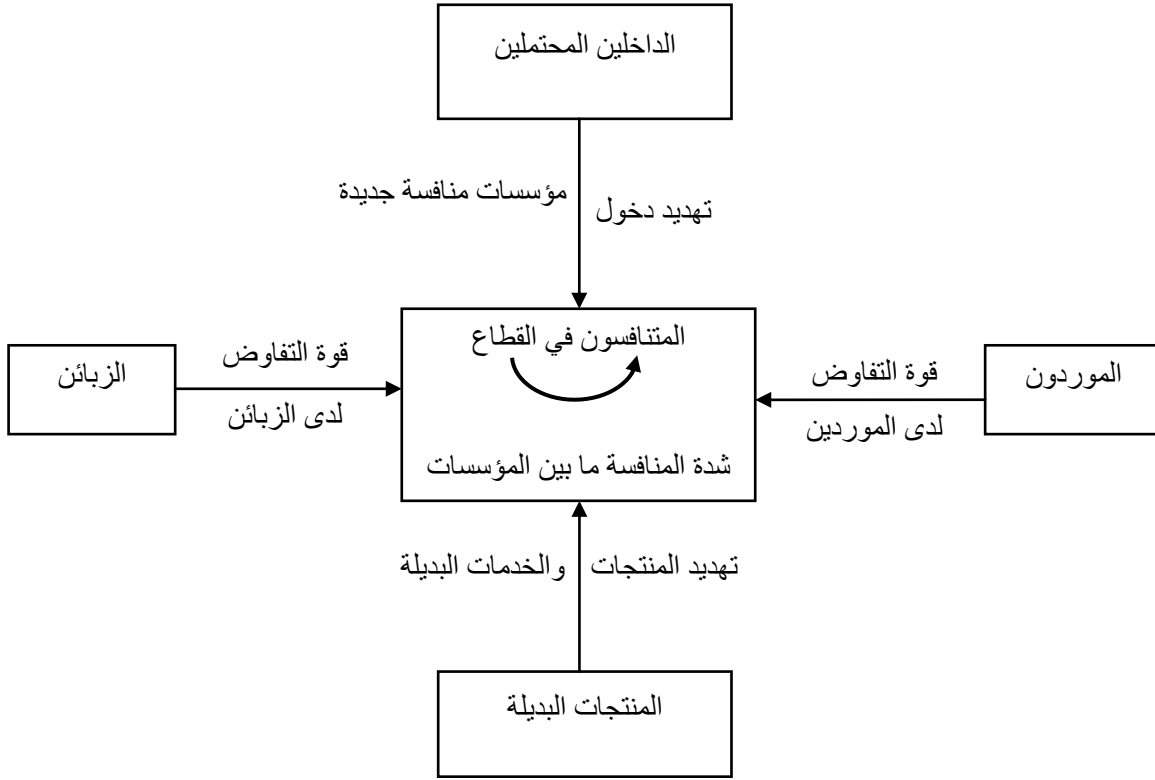 الداخلين المحتملين
تهديد دخول
مؤسسات منافسة جديدة
المتنافسون في القطاع
الموردون
قوة التفاوض
لدى الموردين
قوة التفاوض
لدى الزبائن
الزبائن
شدة المنافسة ما بين المؤسسات
تهديد المنتجات
والخدمات البديلة
المنتجات البديلة